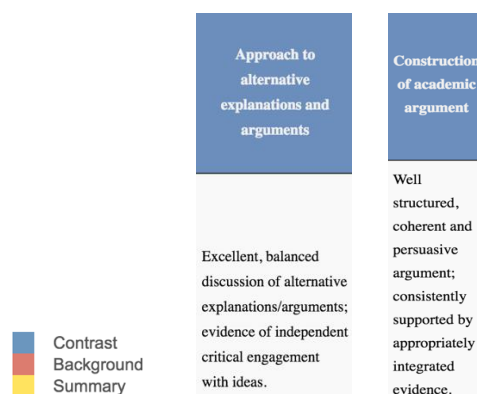 Approach to
alternative
explanations and
arguments
Excellent, balanced
discussion of alternative
explanations/arguments;
evidence of independent
critical engagement
with ideas.
Construction
of academic
argument
Well
structured,
coherent and
persuasive
argument;
consistently
supported by
appropriately
integrated
evidence.
Contrast
Background
Summary